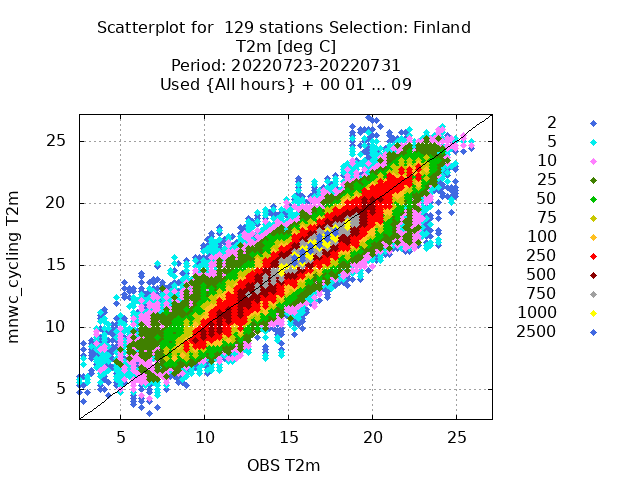 Scatterplot for  129 stations Selection: Finland
T2m [deg C]
Period: 20220723-20220731
Used {All hours} + 00 01 ... 09
mnwc_cycling T2m
25
20
15
10
5
5 10 15 20 25
OBS T2m
2
5
10
25
50
75
100
250
500
750
1000
2500